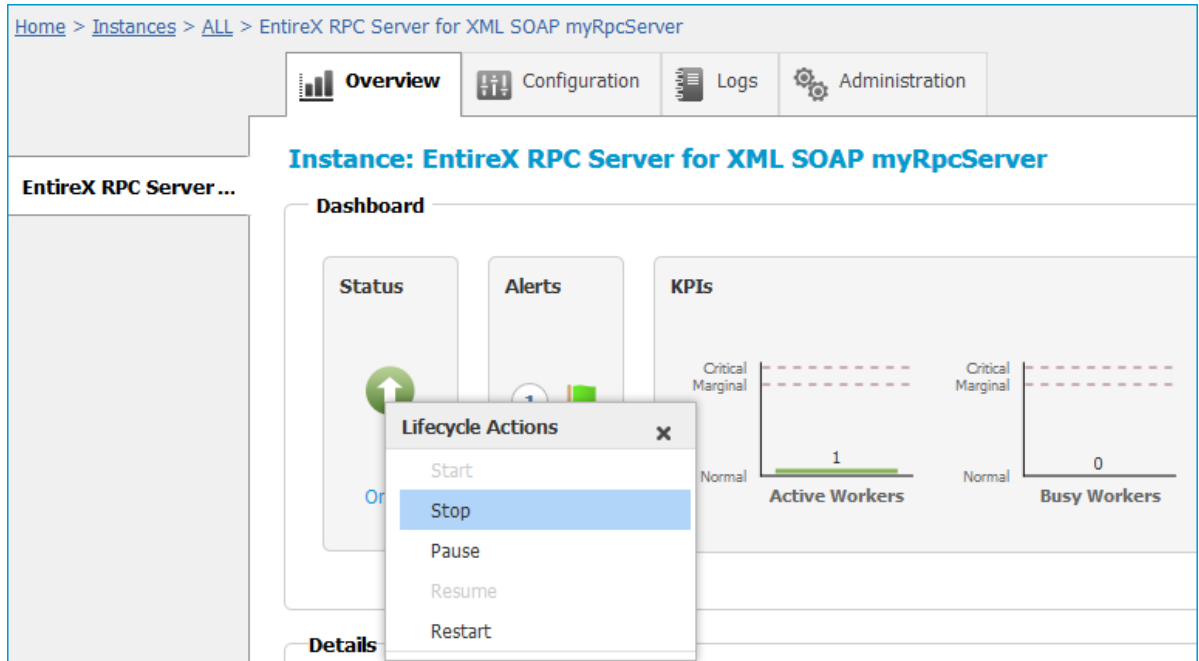 Home > Instances > ALL > EntireX RPC Server for XML SOAP myRpcServer
Overview Configuration Logs Administration
Instance: EntireX RPC Server for XML SOAP myRpcServer
EntireX RPC Server...
Dashboard
Status Alerts KPIs
Critical Critical
Marginal Marginal
1
Lifecycle Actions
Start
1 0
Normal Normal
Active Workers Busy Workers
Stop
Pause
Resume
Restart
Details